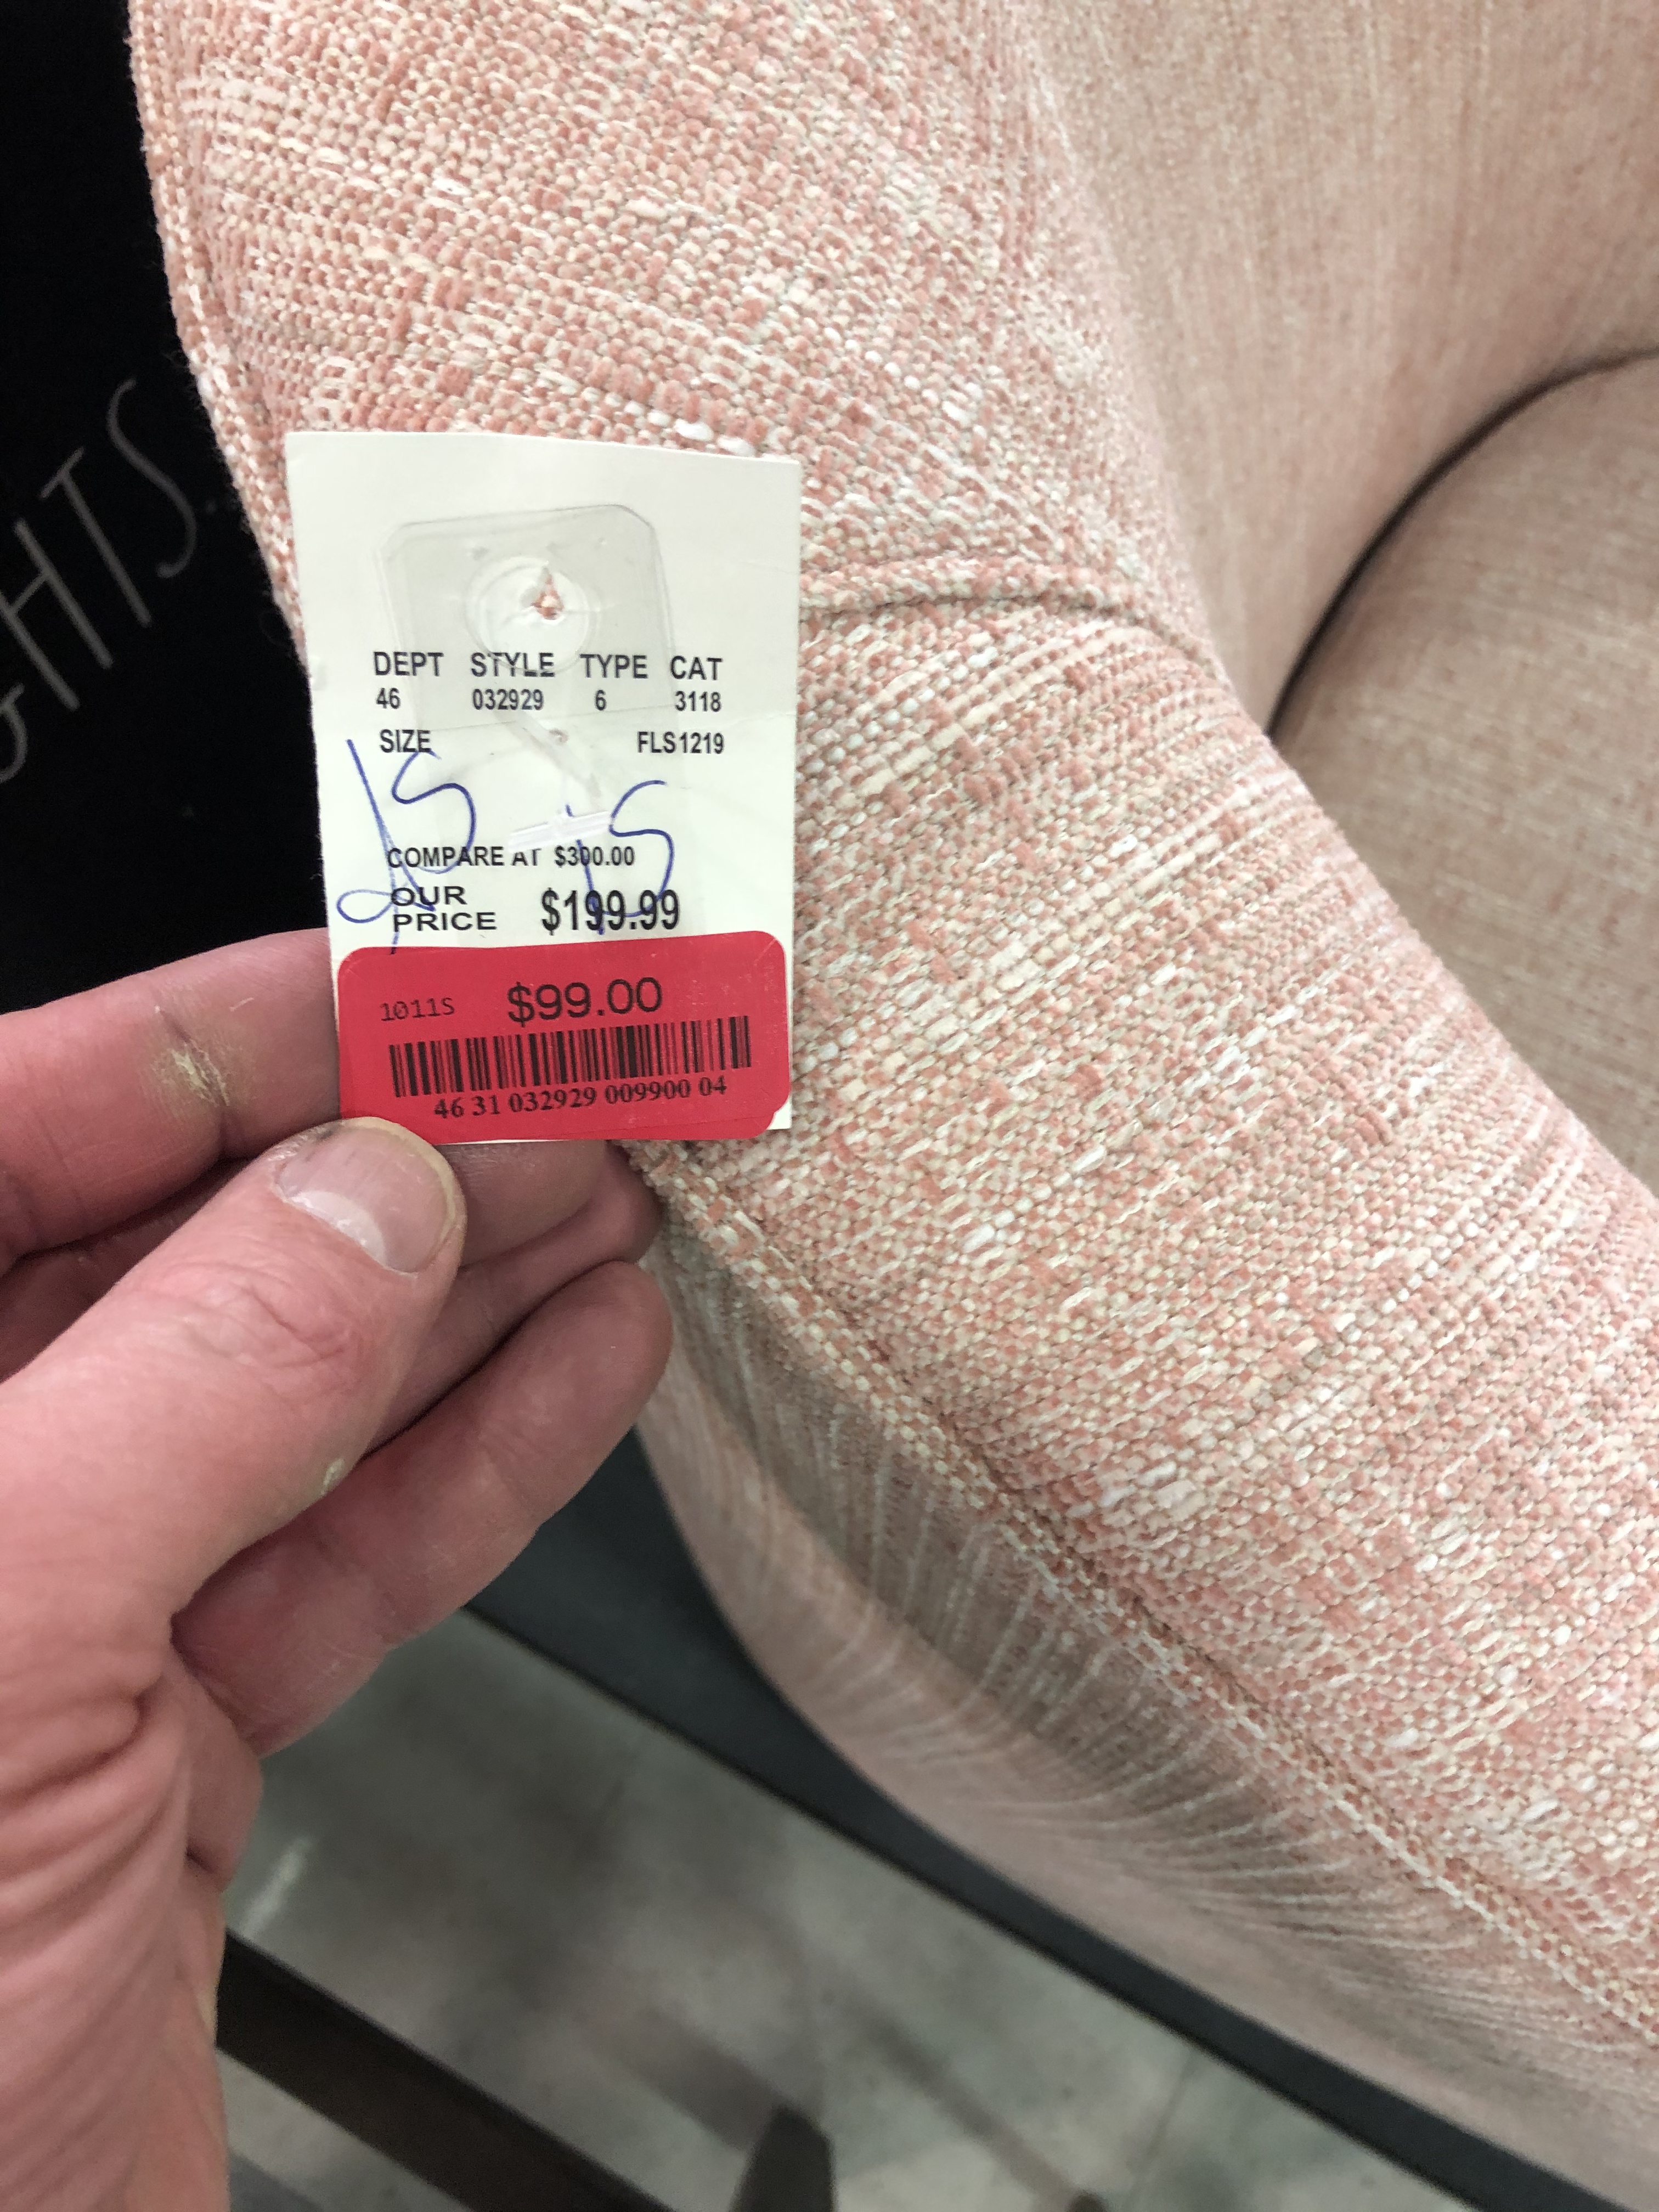 GHTS.
DEPT STYLE TYPE CAT
46 032929 6 3118
SIZE FLS1219
COMPARE AT $300.00
OUR PRICE $199.99
1011S $99.00
46 31 032929 009900 04